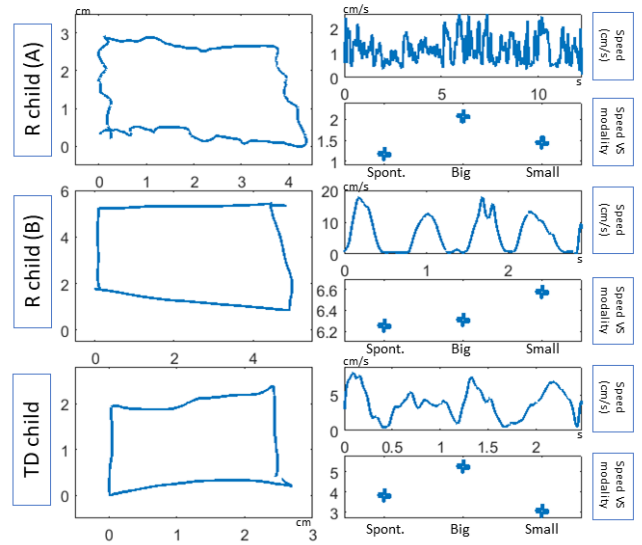 R child (A)
cm
3
2
1
0
0 1 2 3 4
cm/s
2
1
0
0 5 10 s
Speed
(cm/s)
2
1.5
1
Spont. Big Small
Speed VS
modality
R child (B)
6
4
2
0
0 2 4
cm/s
20
10
0
0 1 2 s
Speed
(cm/s)
6.6
6.4
6.2
Spont. Big Small
Speed VS
modality
TD child
2
1
0
0 1 2 3
cm
cm/s
5
0
0 0.5 1 1.5 2 s
Speed
(cm/s)
5
4
3
Spont. Big Small
Speed VS
modality